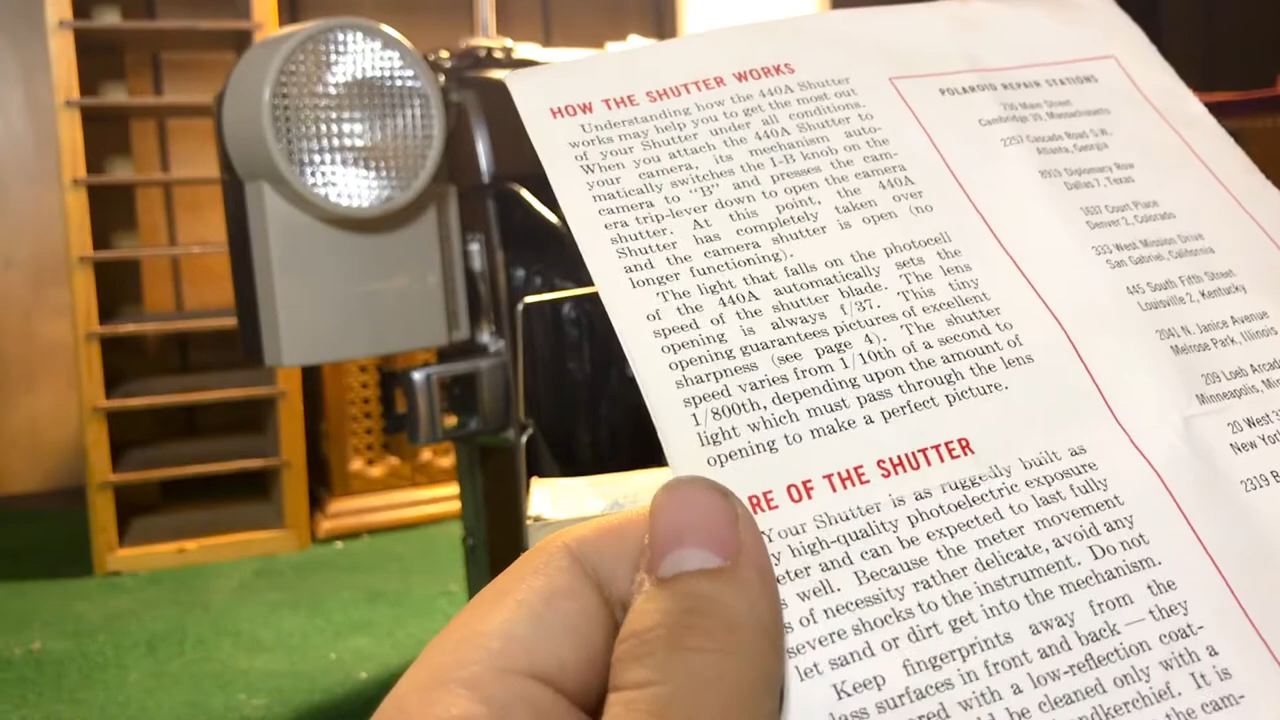 HOW THE SHUTTER WORKS
Understanding how the 440A Shutter
works may help you to get the most out
of your Shutter under all conditions.
When you attach the 440A Shutter to
your camera, its mechanism auto-
matically switches the I-B knob on the
camera to "B" and presses the cam-
era trip-lever down to open the camera
shutter. At this point, the 440A
Shutter has completely taken over
and the camera shutter is open (no
longer functioning).
The light that falls on the photocell
of the 440A automatically sets the
speed of the shutter blade. The lens
opening is always f/37. This tiny
opening guarantees pictures of excellent
sharpness (see page 4). The shutter
speed varies from 1/10th of a second to
1/800th, depending upon the amount of
light which must pass through the lens
opening to make a perfect picture.
RE OF THE SHUTTER
Your Shutter is as ruggedly built as
y high-quality photoelectric exposure
eter and can be expected to last fully
s well. Because the meter movement
s of necessity rather delicate, avoid any
severe shocks to the instrument. Do not
let sand or dirt get into the mechanism.
Keep fingerprints away from the
lass surfaces in front and back — they
ered with a low-reflection coat-
be cleaned only with a
ndkerchief. It is
the cam-
POLAROID REPAIR STATIONS
730 Main Street
Cambridge 39, Massachusetts
2257 Cascade Road S.W.
Atlanta, Georgia
8919 Diplomacy Row
Dallas 7, Texas
1637 Court Place
Denver 2, Colorado
333 West Mission Drive
San Gabriel, California
445 South Fifth Street
Louisville 2, Kentucky
2041 N. Janice Avenue
Melrose Park, Illinois
209 Loeb Arcad
Minneapolis, Mi
20 West
New Yor
2319